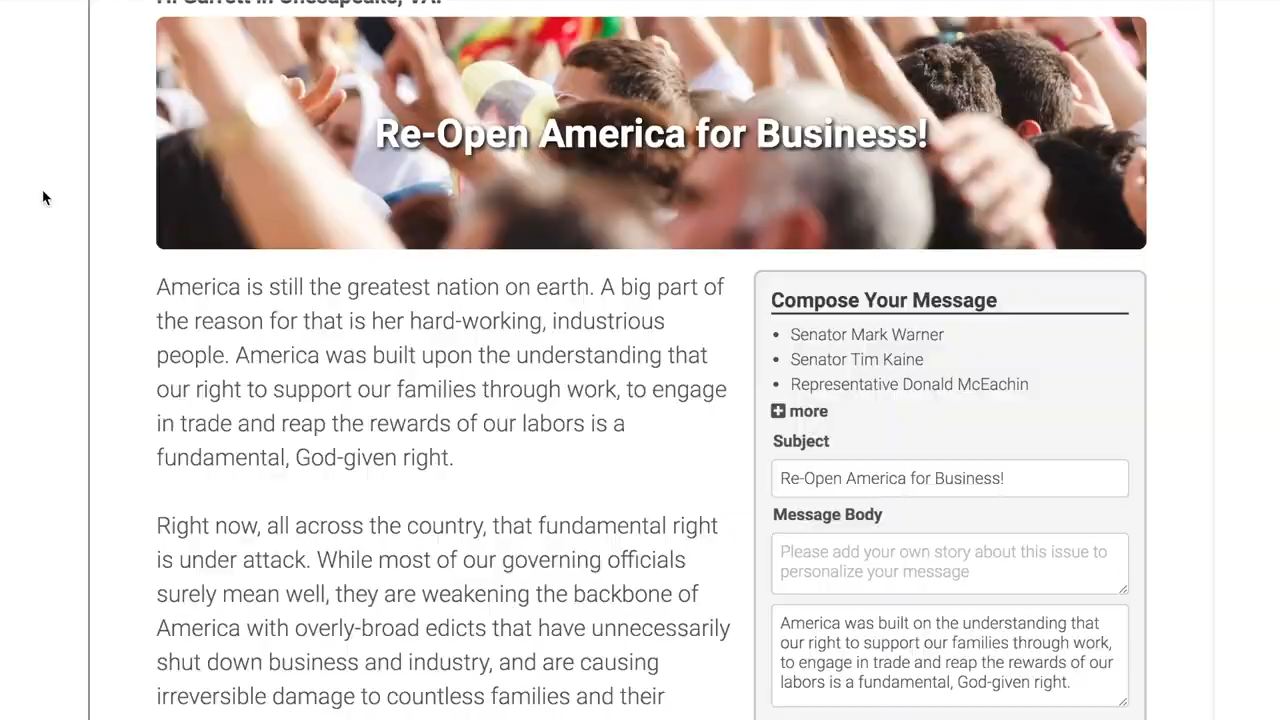 Re-Open America for Business!
America is still the greatest nation on earth. A big part of
the reason for that is her hard-working, industrious
people. America was built upon the understanding that
our right to support our families through work, to engage
in trade and reap the rewards of our labors is a
fundamental, God-given right.
Right now, all across the country, that fundamental right
is under attack. While most of our governing officials
surely mean well, they are weakening the backbone of
America with overly-broad edicts that have unnecessarily
shut down business and industry, and are causing
irreversible damage to countless families and their
Compose Your Message
• Senator Mark Warner
• Senator Tim Kaine
• Representative Donald McEachin
more
Subject
Re-Open America for Business!
Message Body
Please add your own story about this issue to
personalize your message
America was built on the understanding that
our right to support our families through work,
to engage in trade and reap the rewards of our
labors is a fundamental, God-given right.